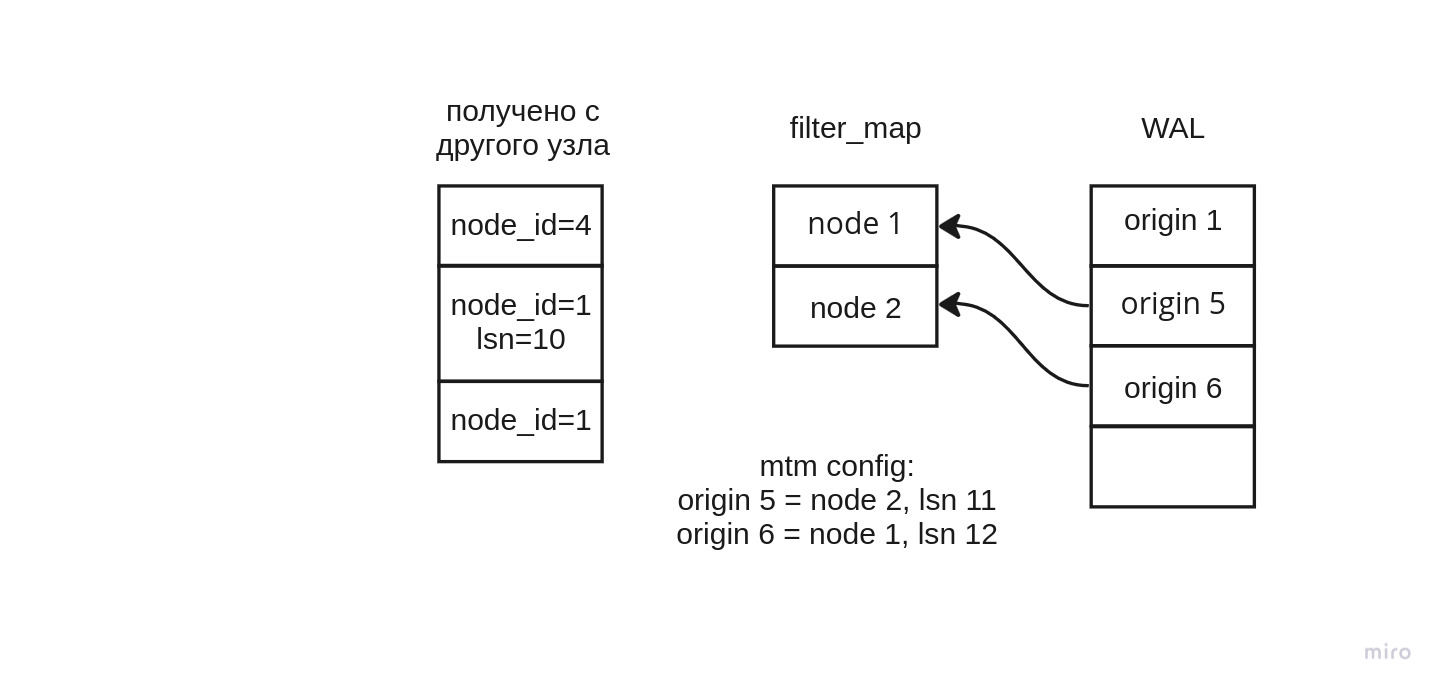 получено с
другого узла
node_id=4
node_id=1
lsn=10
node_id=1
filter_map
node 1
node 2
WAL
origin 1
origin 5
origin 6
mtm config:
origin 5 = node 2, lsn 11
origin 6 = node 1, lsn 12
miro